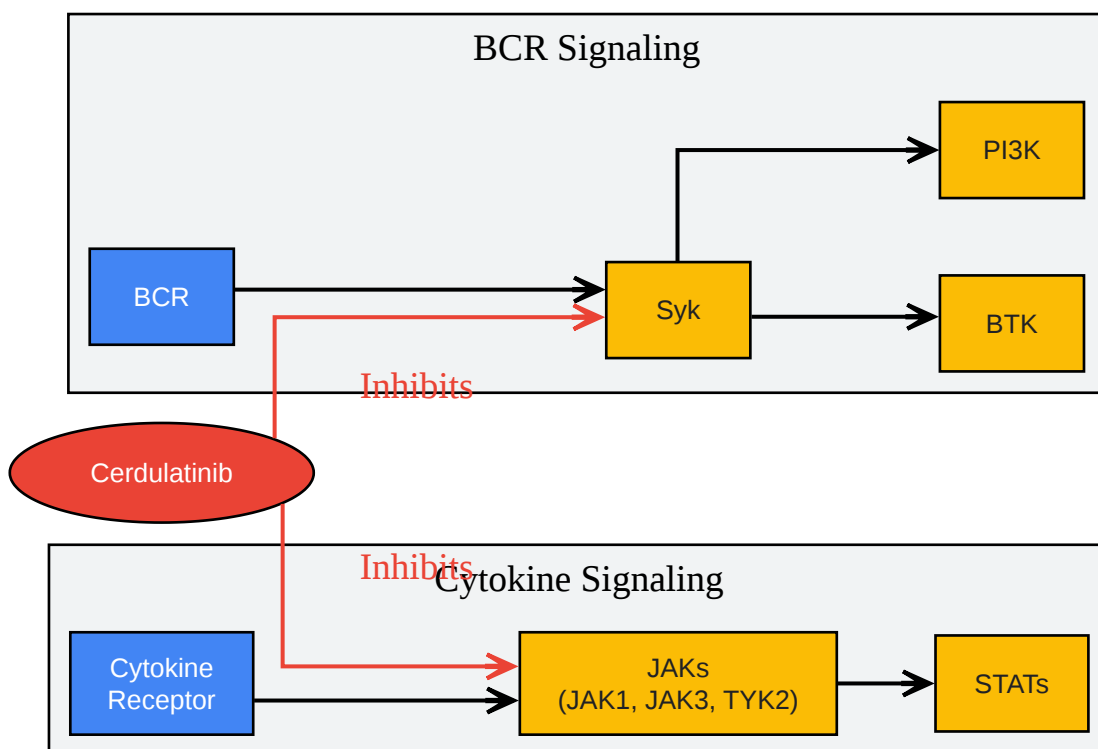 BCR Signaling
PI3K
BCR
Syk
BTK
Inhibits
Cerdulatinib
Inhibits
Cytokine Signaling
Cytokine
Receptor
JAKs
(JAK1, JAK3, TYK2)
STATs